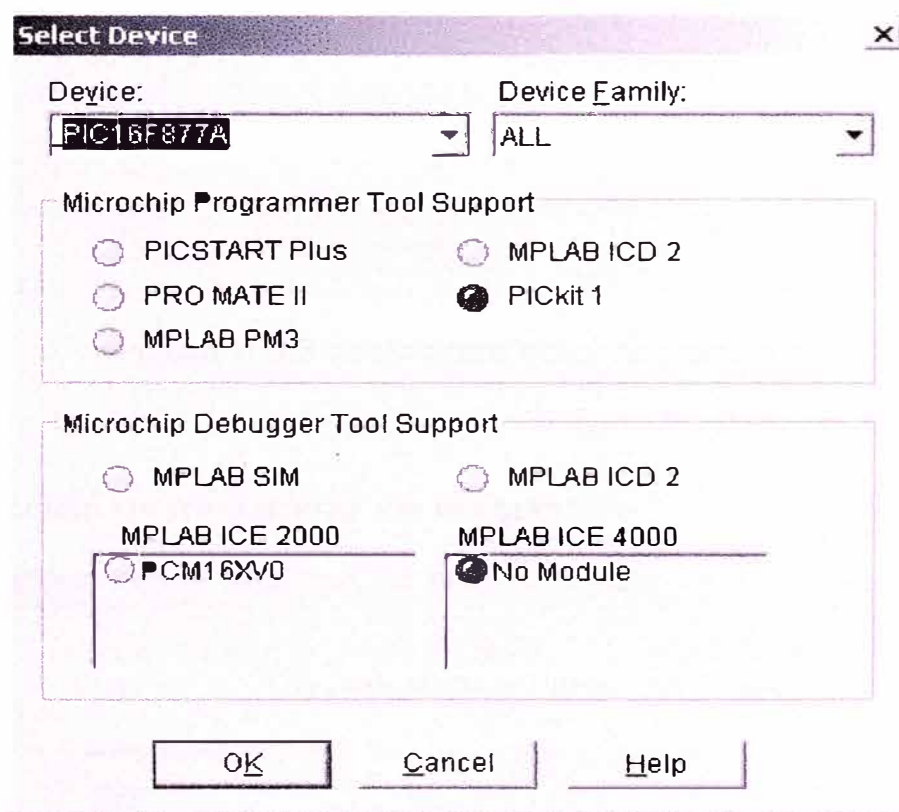 Select Device
Device: Device Family:
PIC16F877A ALL
Microchip Programmer Tool Support
PICSTART Plus MPLAB ICD 2
PRO MATE II PICkit 1
MPLAB PM3
Microchip Debugger Tool Support
MPLAB SIM MPLAB ICD 2
MPLAB ICE 2000 MPLAB ICE 4000
PCM16XV0 No Module
OK Cancel Help